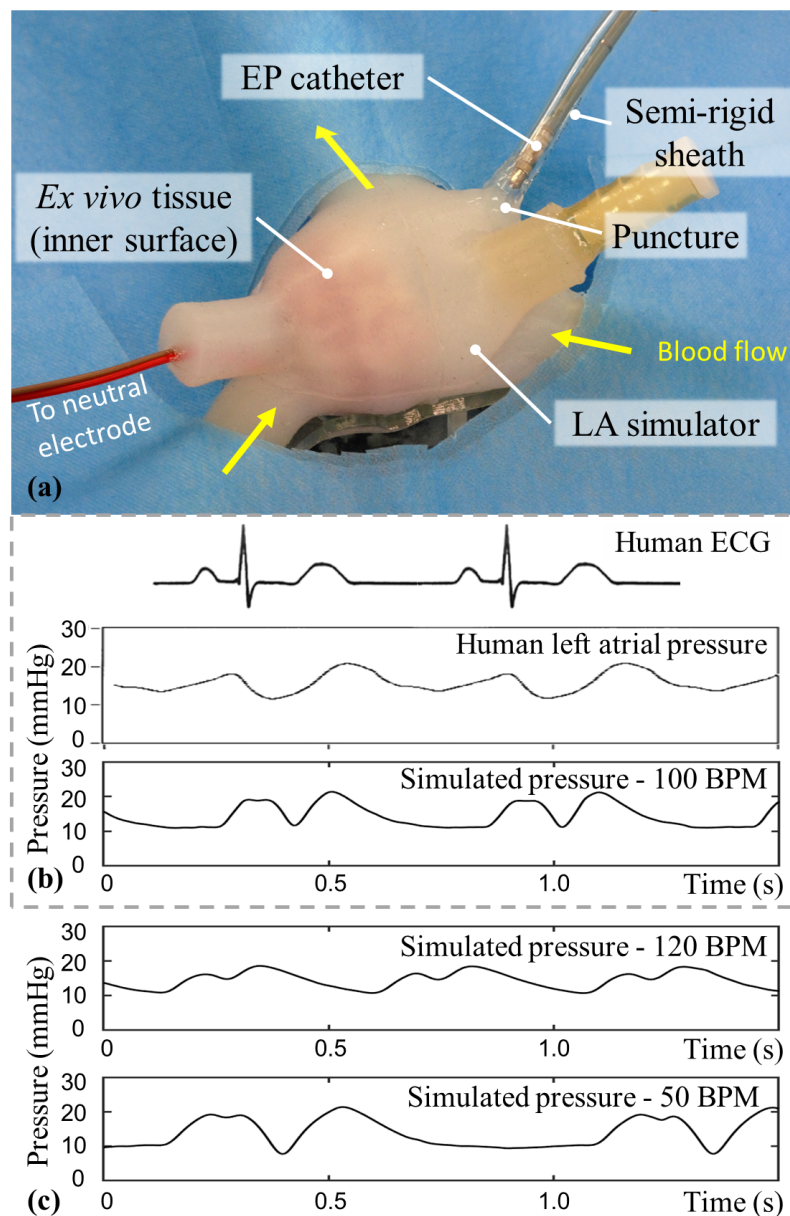 EP catheter
Semi-rigid
sheath
Ex vivo tissue
(inner surface)
Puncture
Blood flow
To neutral
electrode
LA simulator
(a)
Human ECG
30
20
10
0
Human left atrial pressure
Pressure (mmHg)
30
20
10
0
Simulated pressure - 100 BPM
(b)
0
0.5
1.0
Time (s)
30
20
10
0
Simulated pressure - 120 BPM
Pressure (mmHg)
0
0.5
1.0
Time (s)
30
20
10
0
Simulated pressure - 50 BPM
(c)
0
0.5
1.0
Time (s)